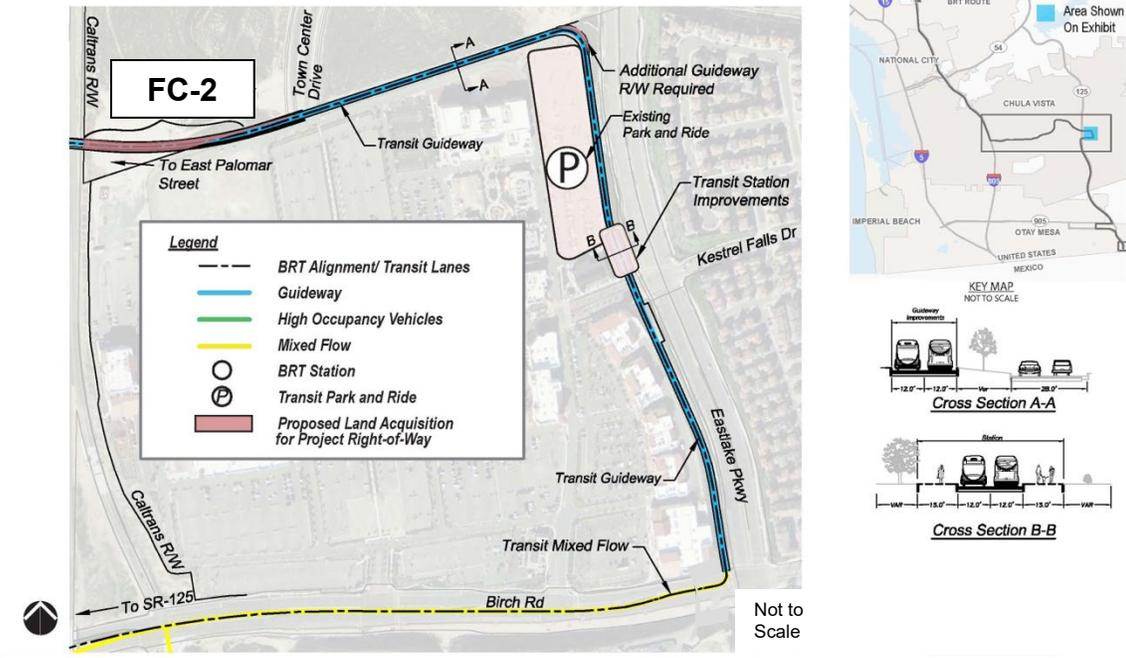 Caltrans R/W
FC-2
Town Center
Drive
A
A
Additional Guideway
R/W Required
Existing
Park and Ride
Transit Guideway
To East Palomar
Street
P
Transit Station
Improvements
B
B
Kestrel Falls Dr
Legend
BRT Alignment/ Transit Lanes
Guideway
High Occupancy Vehicles
Mixed Flow
BRT Station
P
Transit Park and Ride
Proposed Land Acquisition
for Project Right-of-Way
Eastlake Pkwy
Transit Guideway
Caltrans R/W
Transit Mixed Flow
To SR-125
Birch Rd
Not to
Scale
BRT ROUTE
15
Area Shown
On Exhibit
54
NATIONAL CITY
125
CHULA VISTA
5
805
IMPERIAL BEACH
905
OTAY MESA
UNITED STATES
MEXICO
KEY MAP
NOT TO SCALE
Guideway
Improvements
12.0' 12.0' Var 28.0'
Cross Section A-A
Station
VAR 15.0' 12.0' 12.0' 15.0' VAR
Cross Section B-B